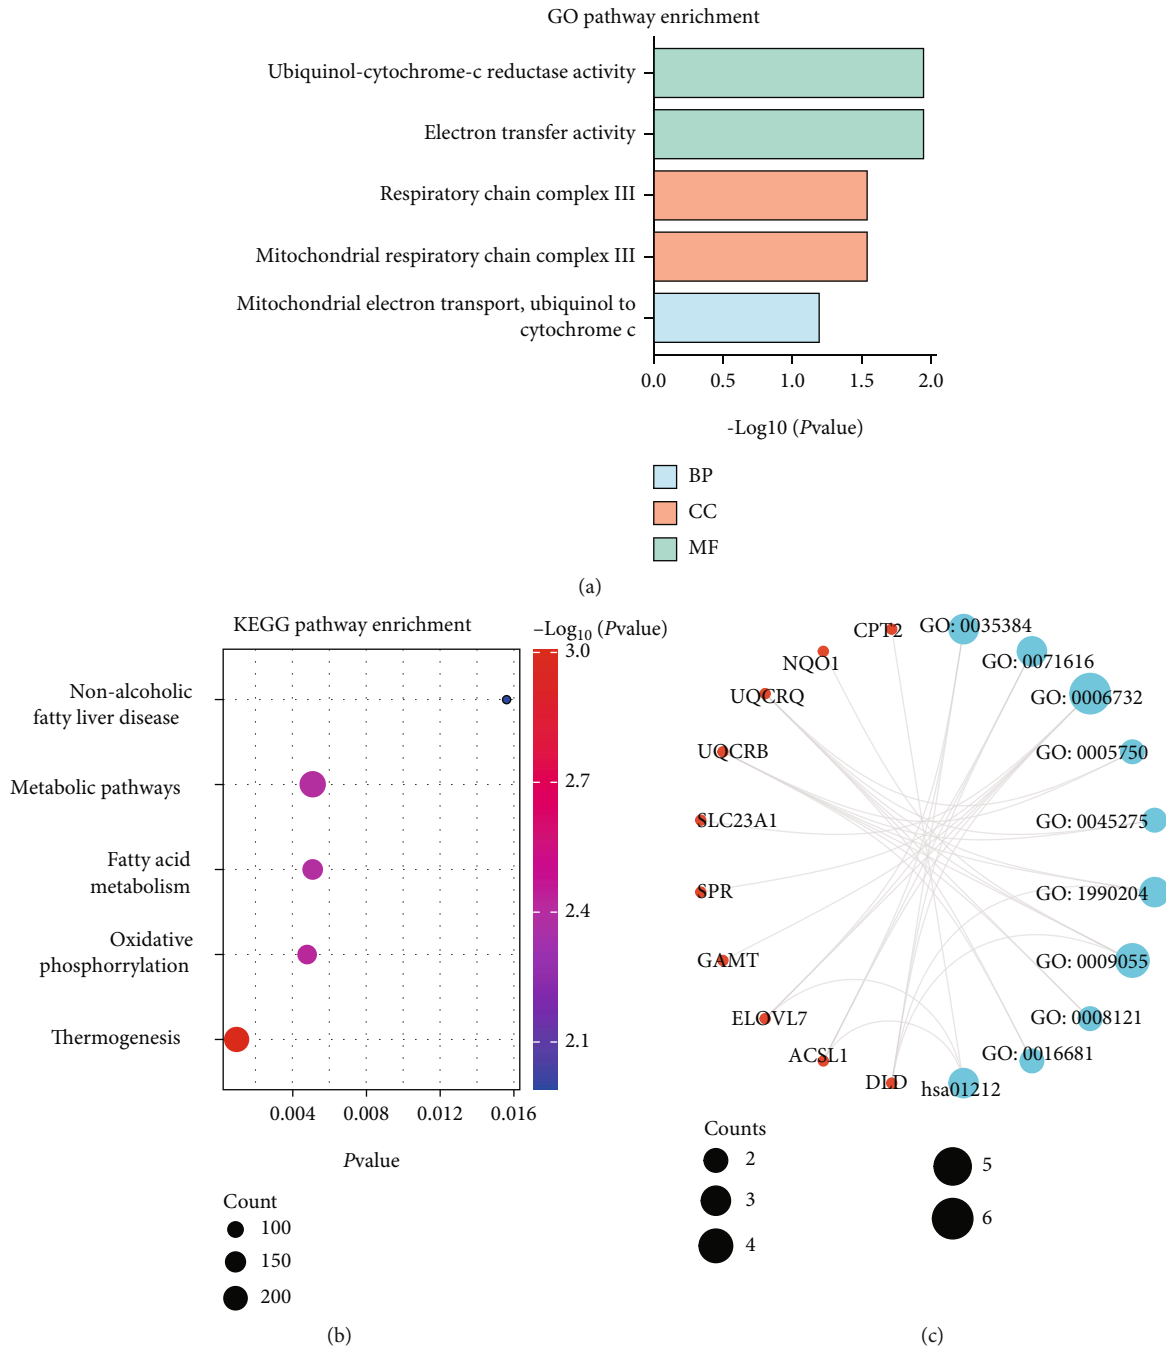 GO pathway enrichment
Ubiquinol-cytochrome-c reductase activity
Electron transfer activity
Respiratory chain complex III
Mitochondrial respiratory chain complex III
Mitochondrial electron transport, ubiquinol to
cytochrome c
0.0 0.5 1.0 1.5 2.0
-Log10 (Pvalue)
BP
CC
MF
(a)
KEGG pathway enrichment
–Log10 (Pvalue)
Non-alcoholic
fatty liver disease
Metabolic pathways
Fatty acid
metabolism
Oxidative
phosphorrylation
Thermogenesis
0.004 0.008 0.012 0.016
Pvalue
3.0
2.7
2.4
2.1
Count
100
150
200
(b)
CPT2
NQO1
UQCRQ
UQCRB
SLC23A1
SPR
GAMT
ELOVL7
ACSL1
DLD
GO: 0035384
GO: 0071616
GO: 0006732
GO: 0005750
GO: 0045275
GO: 1990204
GO: 0009055
GO: 0008121
GO: 0016681
hsa01212
Counts
2
3
4
5
6
(c)